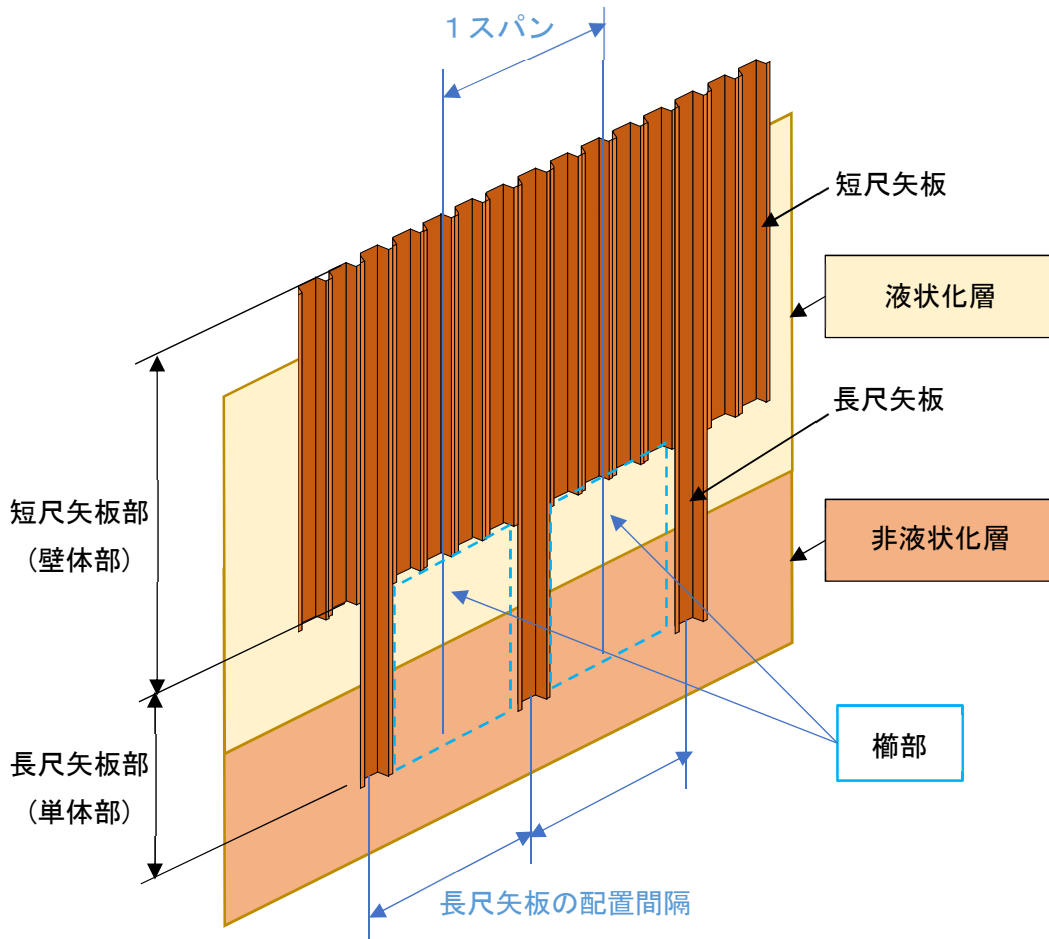 １スパン
短尺矢板
液状化層
長尺矢板
短尺矢板部
（壁体部）
非液状化層
長尺矢板部
（単体部）
櫛部
長尺矢板の配置間隔